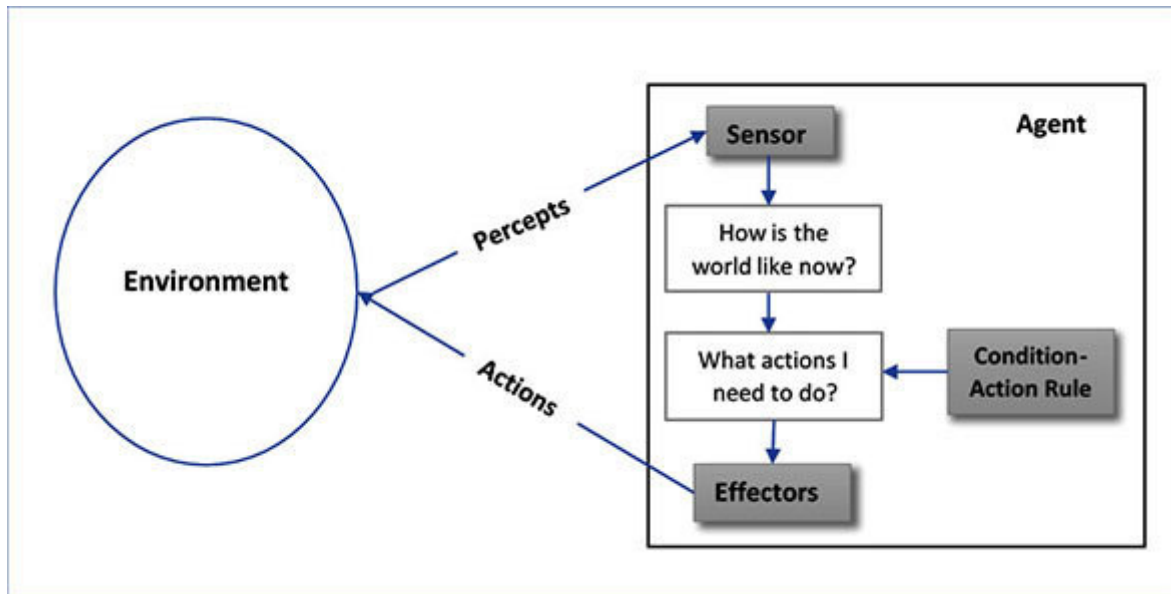 Agent
Sensor
Percepts
How is the
world like now?
Environment
What actions I
need to do?
Condition-
Action Rule
Actions
Effectors